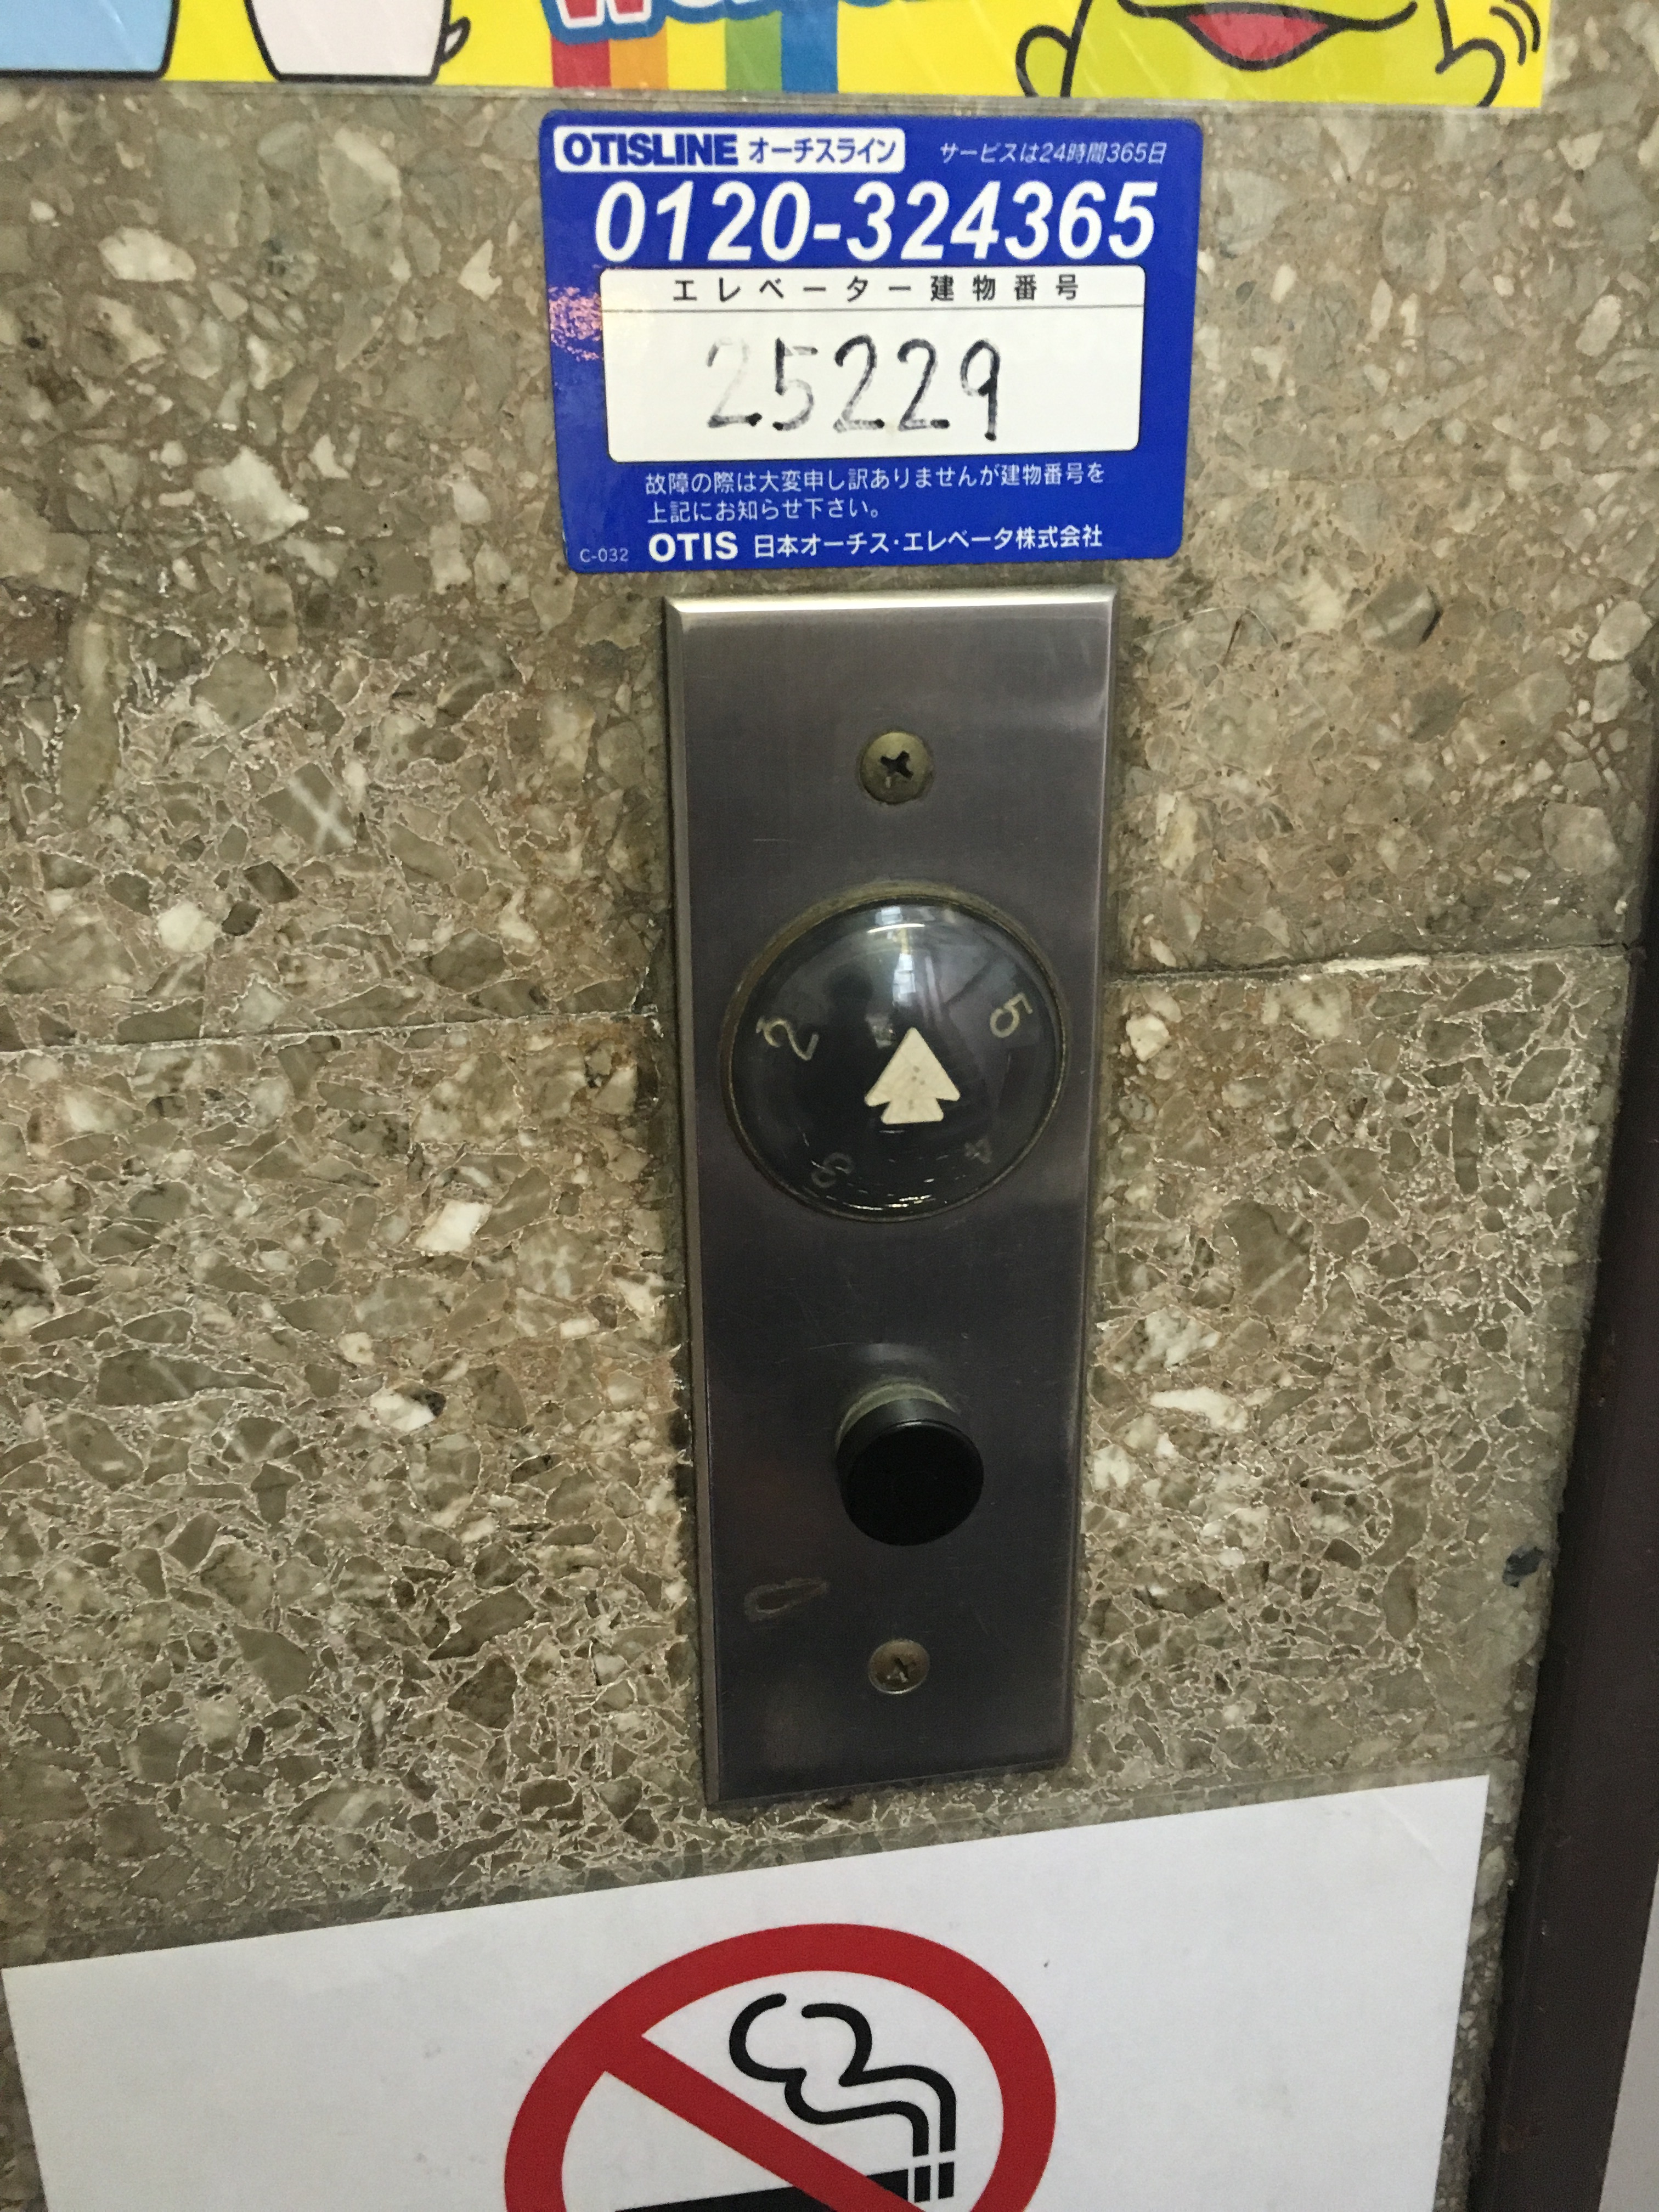 OTISLINE オーチスライン サービスは24時間365日
0120-324365
エレベーター建物番号
25229
故障の際は大変申し訳ありませんが建物番号を
上記にお知らせ下さい。
C-032 OTIS 日本オーチス・エレベータ株式会社
2 5
3 4